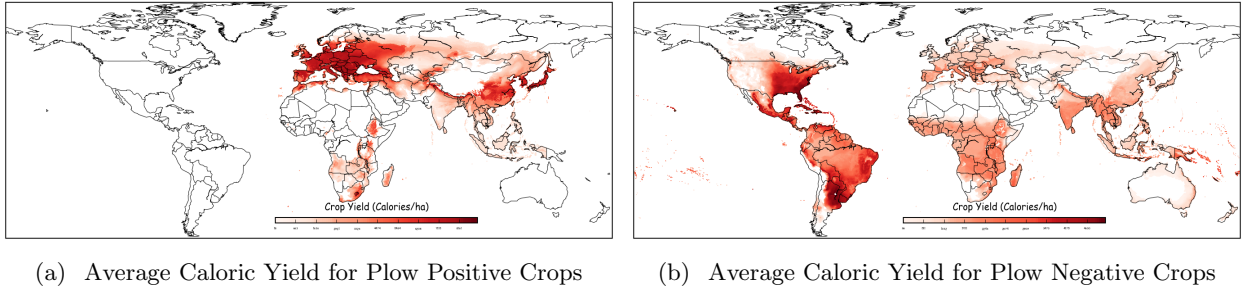 Crop Yield (Calories/ha)
Crop Yield (Calories/ha)
(a) Average Caloric Yield for Plow Positive Crops
(b) Average Caloric Yield for Plow Negative Crops